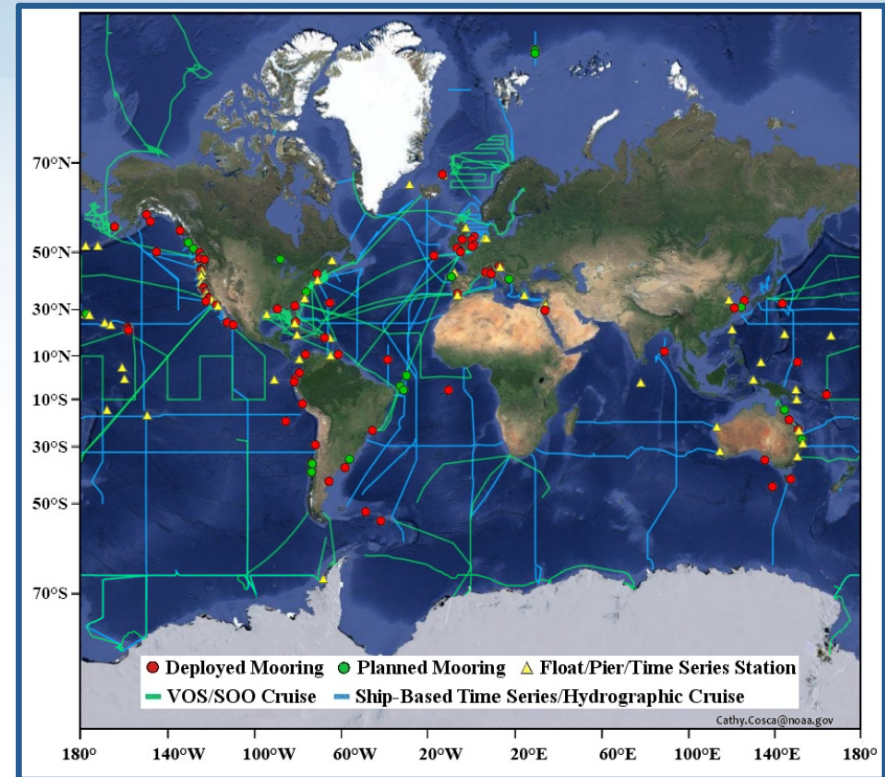 70°N
50°N
30°N
10°N
10°S
30°S
50°S
70°S
Deployed Mooring Planned Mooring Float/Pier/Time Series Station
VOS/SOO Cruise Ship-Based Time Series/Hydrographic Cruise
Cathy.Cosca@noaa.gov
180° 140°W 100°W 60°W 20°W 20°E 60°E 100°E 140°E 180°